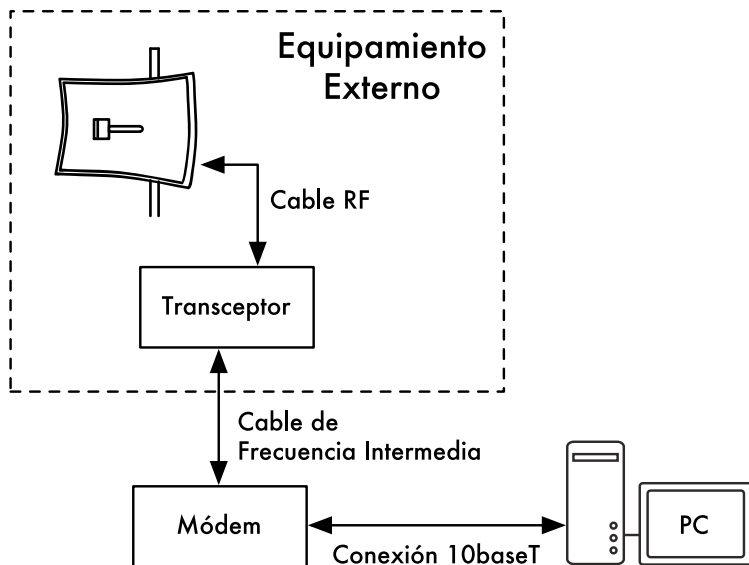 Equipamiento
Externo
Cable RF
Transceptor
Cable de
Frecuencia Intermedia
Módem
PC
Conexión 10baseT